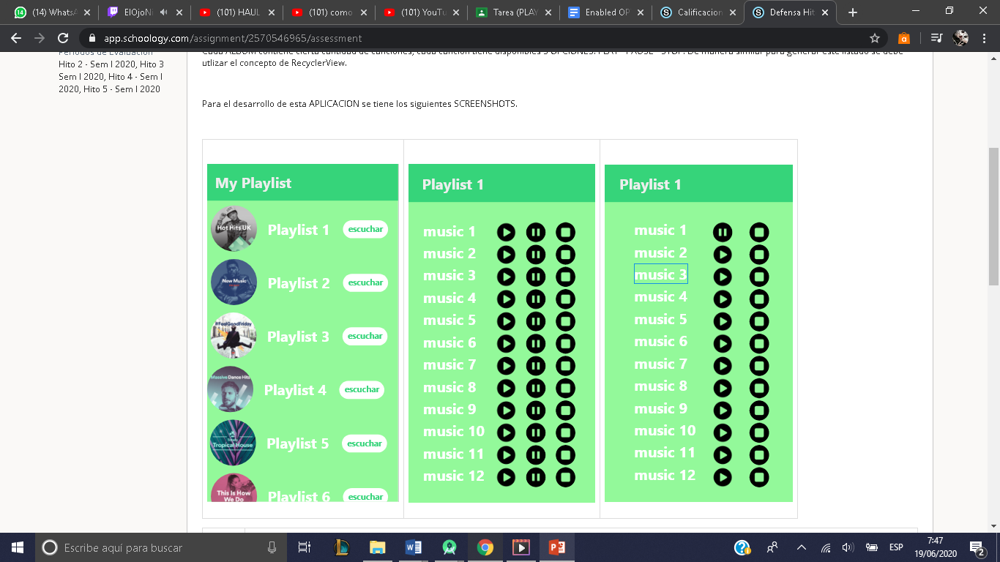 (14) WhatsA
ElOjoNi
(101) HAUL
(101) como
(101) YouTu
Tarea (PLAY
Enabled OP
Calificacion
Defensa Hit
app.schoology.com/assignment/2570546965/assessment
Periodos de Evaluación
Hito 2 - Sem I 2020, Hito 3
Sem I 2020, Hito 4 - Sem I
2020, Hito 5 - Sem I 2020
Cada ALBUM contiene cierta cantidad de canciones, cada canción tiene disponibles 3 OPCIONES: PLAY - PAUSE - STOP. De manera similar para generar este listado se debe
utlizar el concepto de RecyclerView.
Para el desarrollo de esta APLICACION se tiene los siguientes SCREENSHOTS.
My Playlist
Hot Hits UK
Playlist 1 escuchar
New Music
Playlist 2 escuchar
#FeelGoodFriday
Playlist 3 escuchar
Massive Dance Hits
Playlist 4 escuchar
Tropical House
Playlist 5 escuchar
This Is How
We Do
Playlist 6 escuchar
Playlist 1
music 1
music 2
music 3
music 4
music 5
music 6
music 7
music 8
music 9
music 10
music 11
music 12
Playlist 1
music 1
music 2
music 3
music 4
music 5
music 6
music 7
music 8
music 9
music 10
music 11
music 12
Escribe aquí para buscar
ESP
7:47
19/06/2020
2